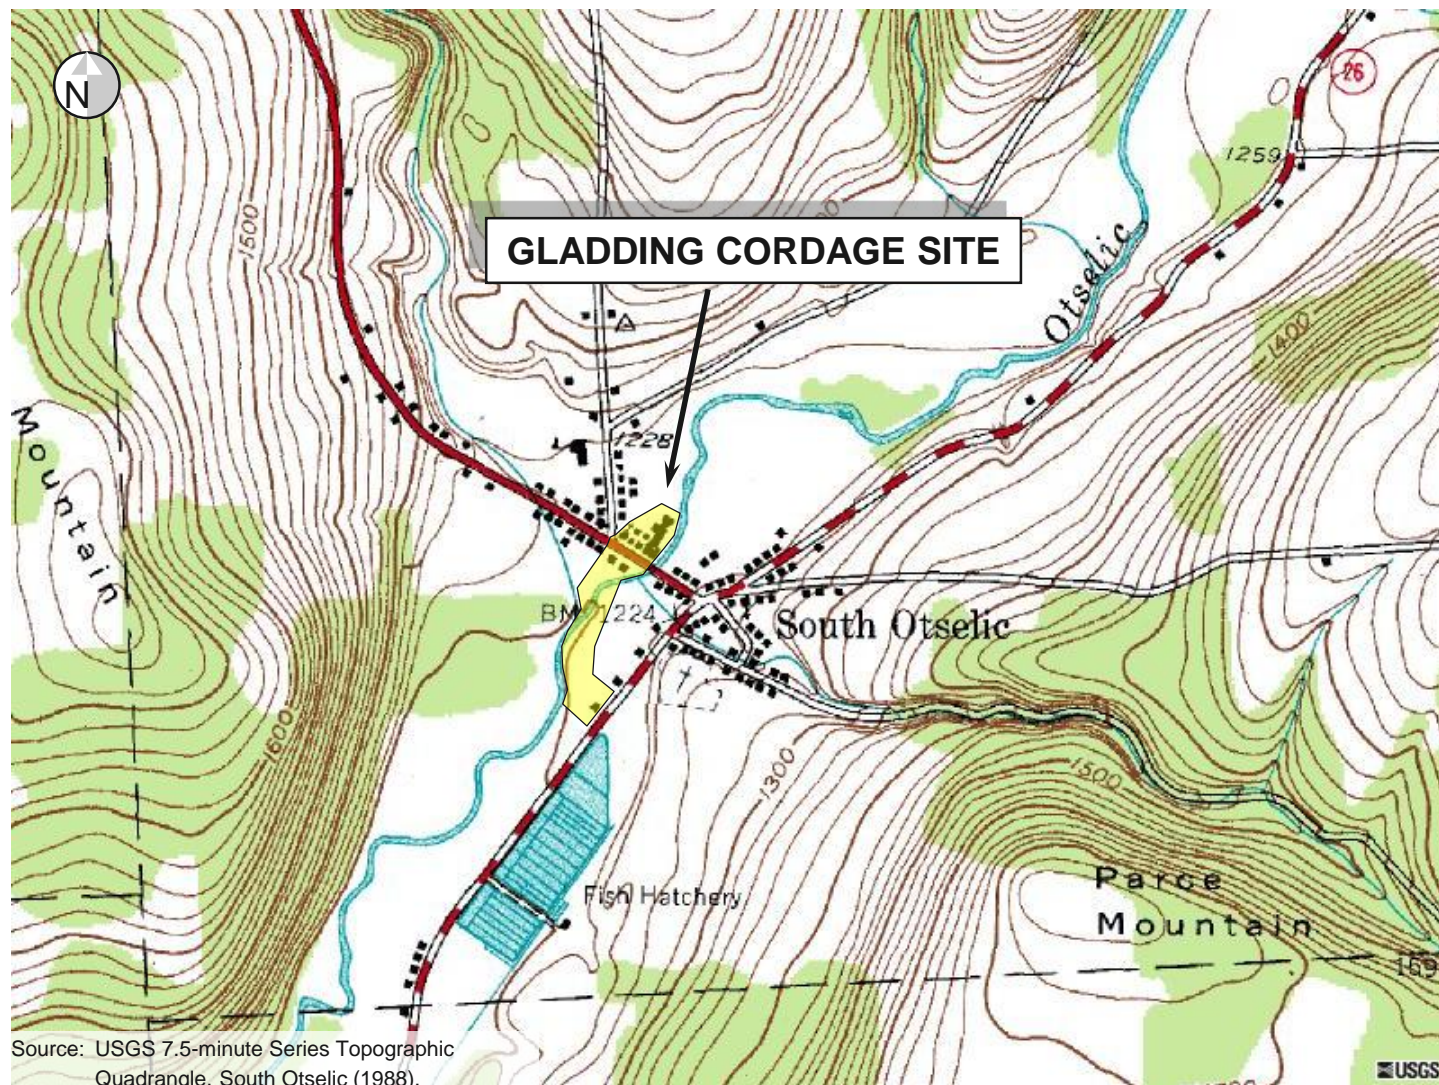 N
26
1259
1500
GLADDING CORDAGE SITE
Otselic
1400
Mountain
1228
BM 1224
South Otselic
1600
1300
1500
Fish Hatchery
Parce
Mountain
Source: USGS 7.5-minute Series Topographic
Quadrangle, South Otselic (1988).
USGS